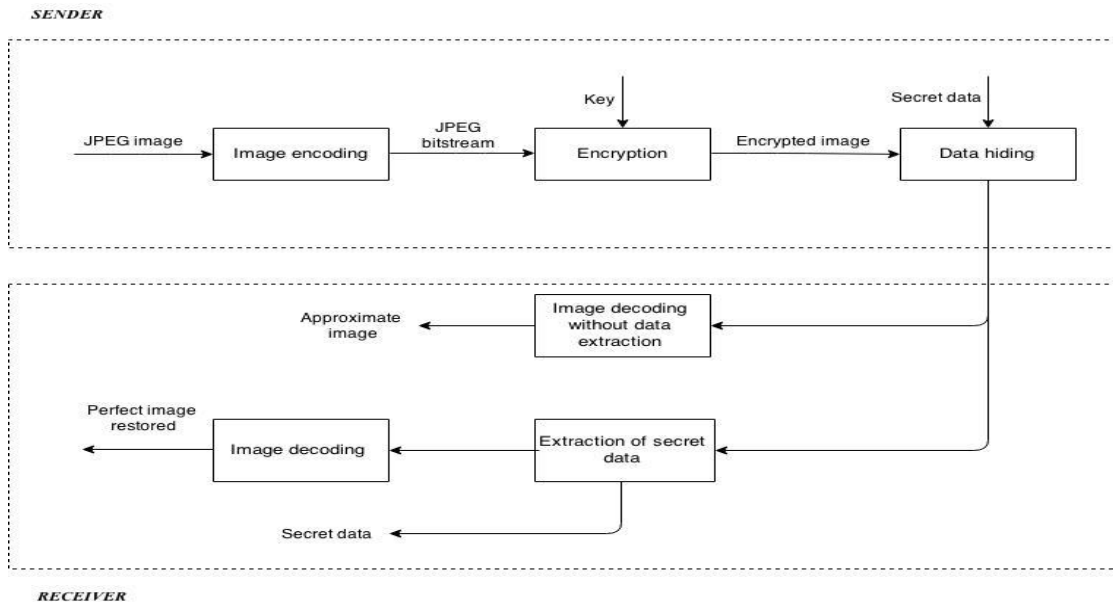 SENDER
Key
Secret data
JPEG image
Image encoding
JPEG
bitstream
Encryption
Encrypted image
Data hiding
Approximate
image
Image decoding
without data
extraction
Perfect image
restored
Image decoding
Extraction of secret
data
Secret data
RECEIVER